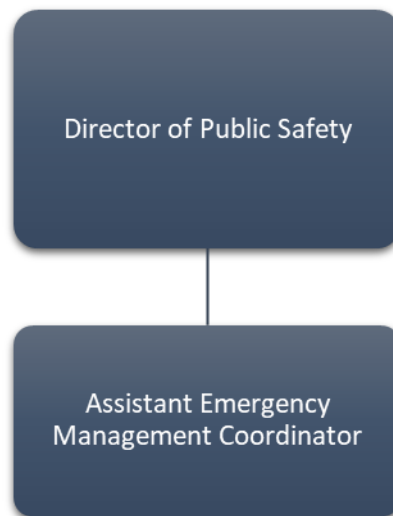 Director of Public Safety
Assistant Emergency
Management Coordinator